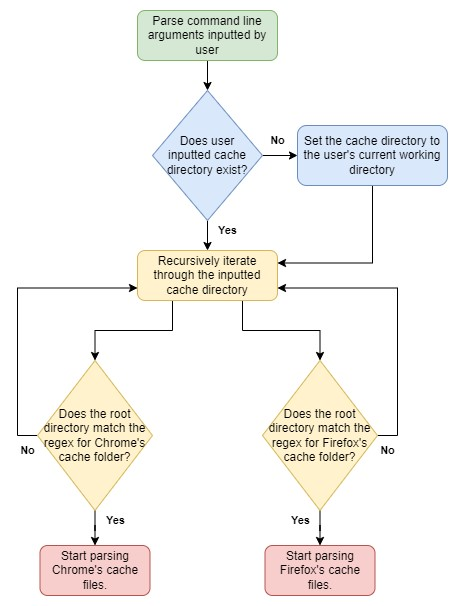 Parse command line
arguments inputted by
user
Does user
inputted cache
directory exist?
No
Set the cache directory to
the user's current working
directory
Yes
Recursively iterate
through the inputted
cache directory
Does the root
directory match the
regex for Chrome's
cache folder?
No
Does the root
directory match the
regex for Firefox's
cache folder?
No
Yes
Yes
Start parsing
Chrome's cache
files.
Start parsing
Firefox's cache
files.